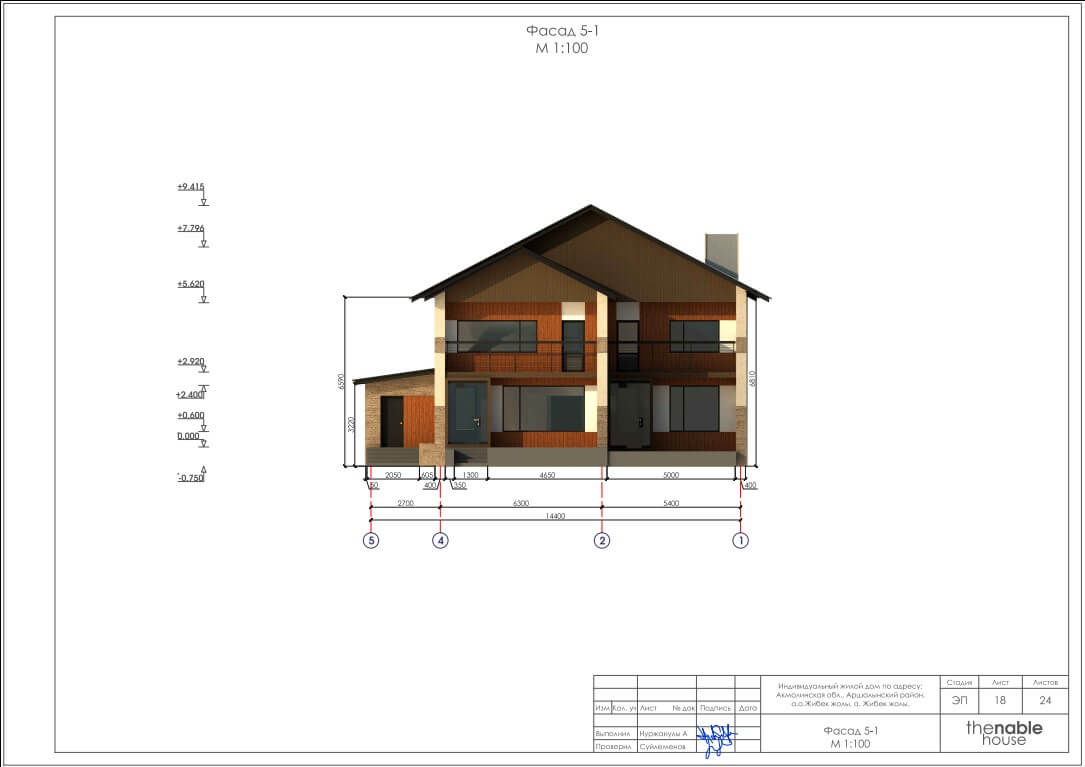 Фасад 5-1
М 1:100
+9.415
+7.796
+5.620
+2.920
+2.400
+0.600
0.000
-0.750
6590
3220
6810
2050
605
1300
4650
5000
50
400
350
400
2700
6300
5400
14400
5
4
2
1
Изм
Кол. уч
Лист
№ док
Подпись
Дата
Выполнил
Нуржакулы А
Проверил
Сулейменов
Индивидуальный жилой дом по адресу:
Акмолинская обл., Аршалынский район,
а.о.Жибек жолы, а. Жибек жолы.
Фасад 5-1
М 1:100
Стадия
Лист
Листов
ЭП
18
24
thenable
house